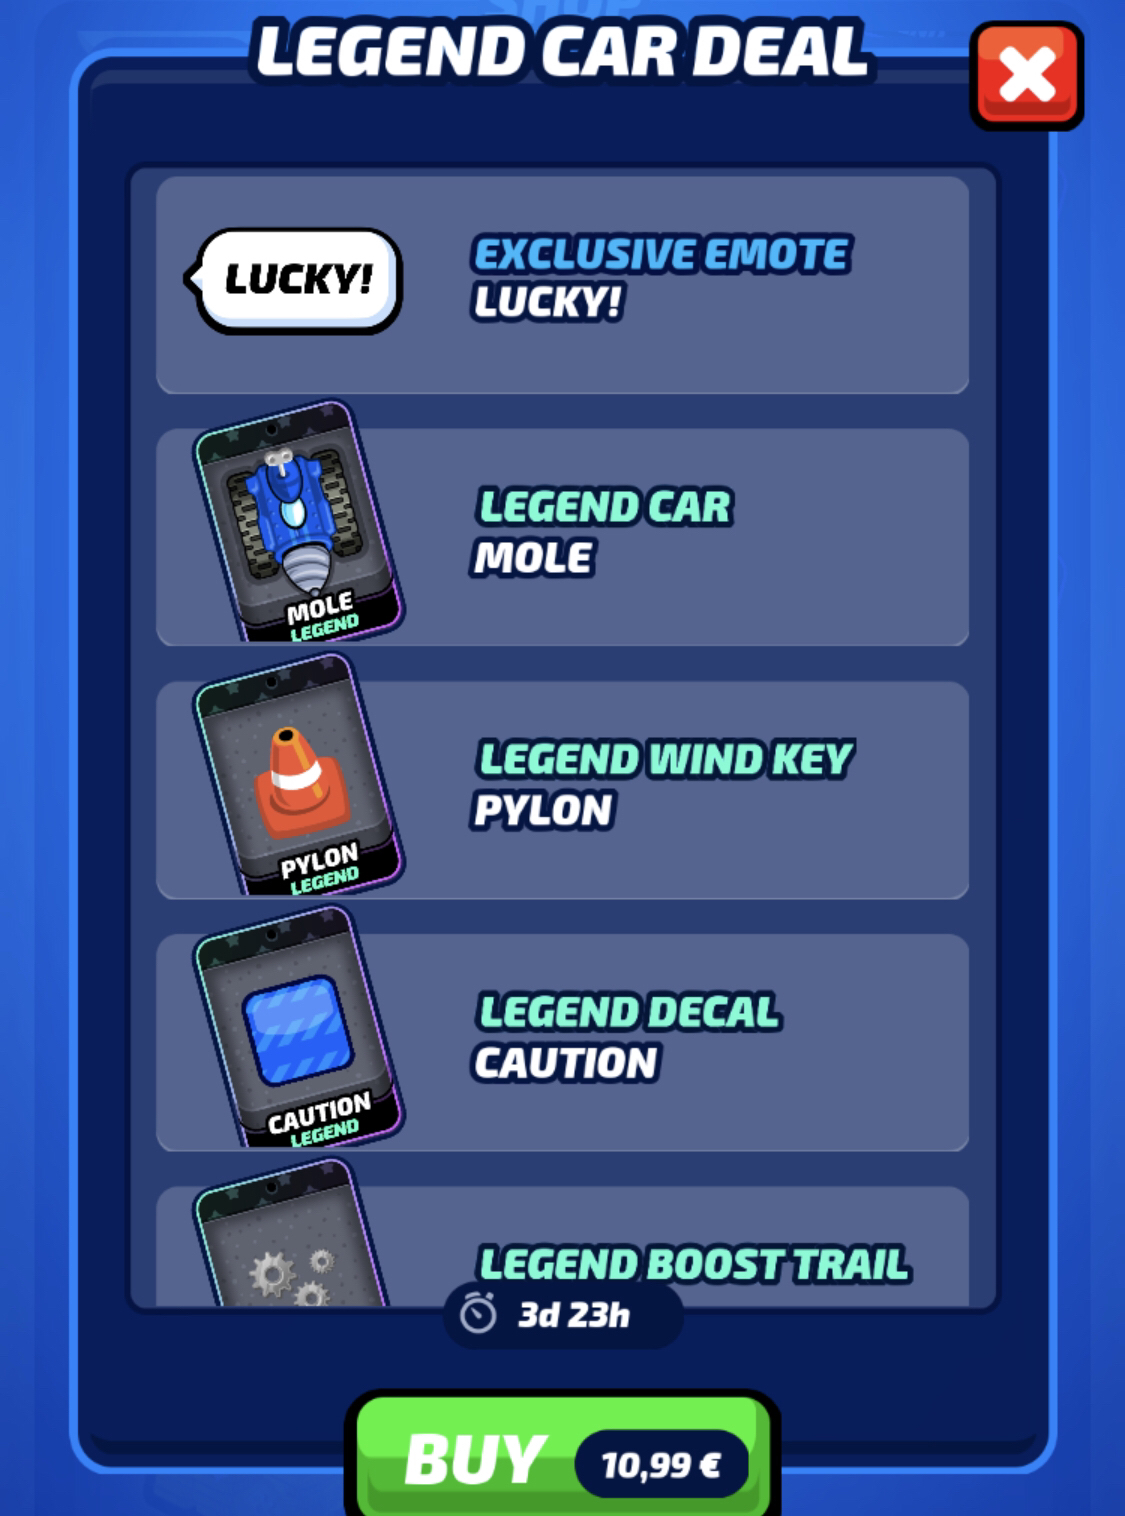 SHOP
LEGEND CAR DEAL
LUCKY!
EXCLUSIVE EMOTE
LUCKY!
MOLE
LEGEND
LEGEND CAR
MOLE
PYLON
LEGEND
LEGEND WIND KEY
PYLON
CAUTION
LEGEND
LEGEND DECAL
CAUTION
LEGEND BOOST TRAIL
3d 23h
BUY 10,99 €